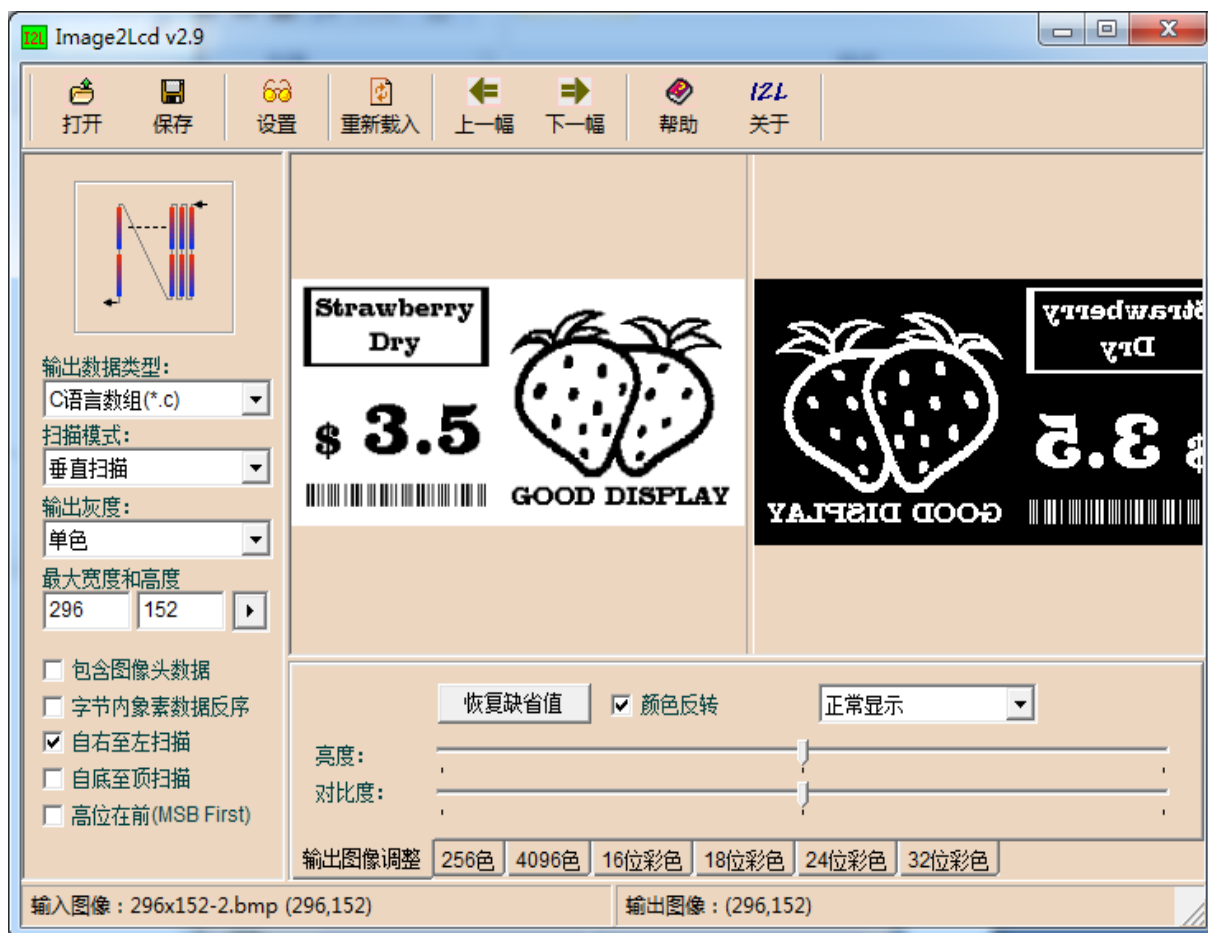 I2L Image2Lcd v2.9
打开 保存 设置 重新载入 上一幅 下一幅 帮助 I2L 关于
输出数据类型:
C语言数组(*.c)
扫描模式:
垂直扫描
输出灰度:
单色
最大宽度和高度
296 152
包含图像头数据
字节内象素数据反序
自右至左扫描
自底至顶扫描
高位在前(MSB First)
Strawberry
Dry
$ 3.5
GOOD DISPLAY
Strawberry
Dry
$ 3.5
GOOD DISPLAY
恢复缺省值 颜色反转 正常显示
亮度:
对比度:
输出图像调整 256色 4096色 16位彩色 18位彩色 24位彩色 32位彩色
输入图像:296x152-2.bmp (296,152) 输出图像:(296,152)